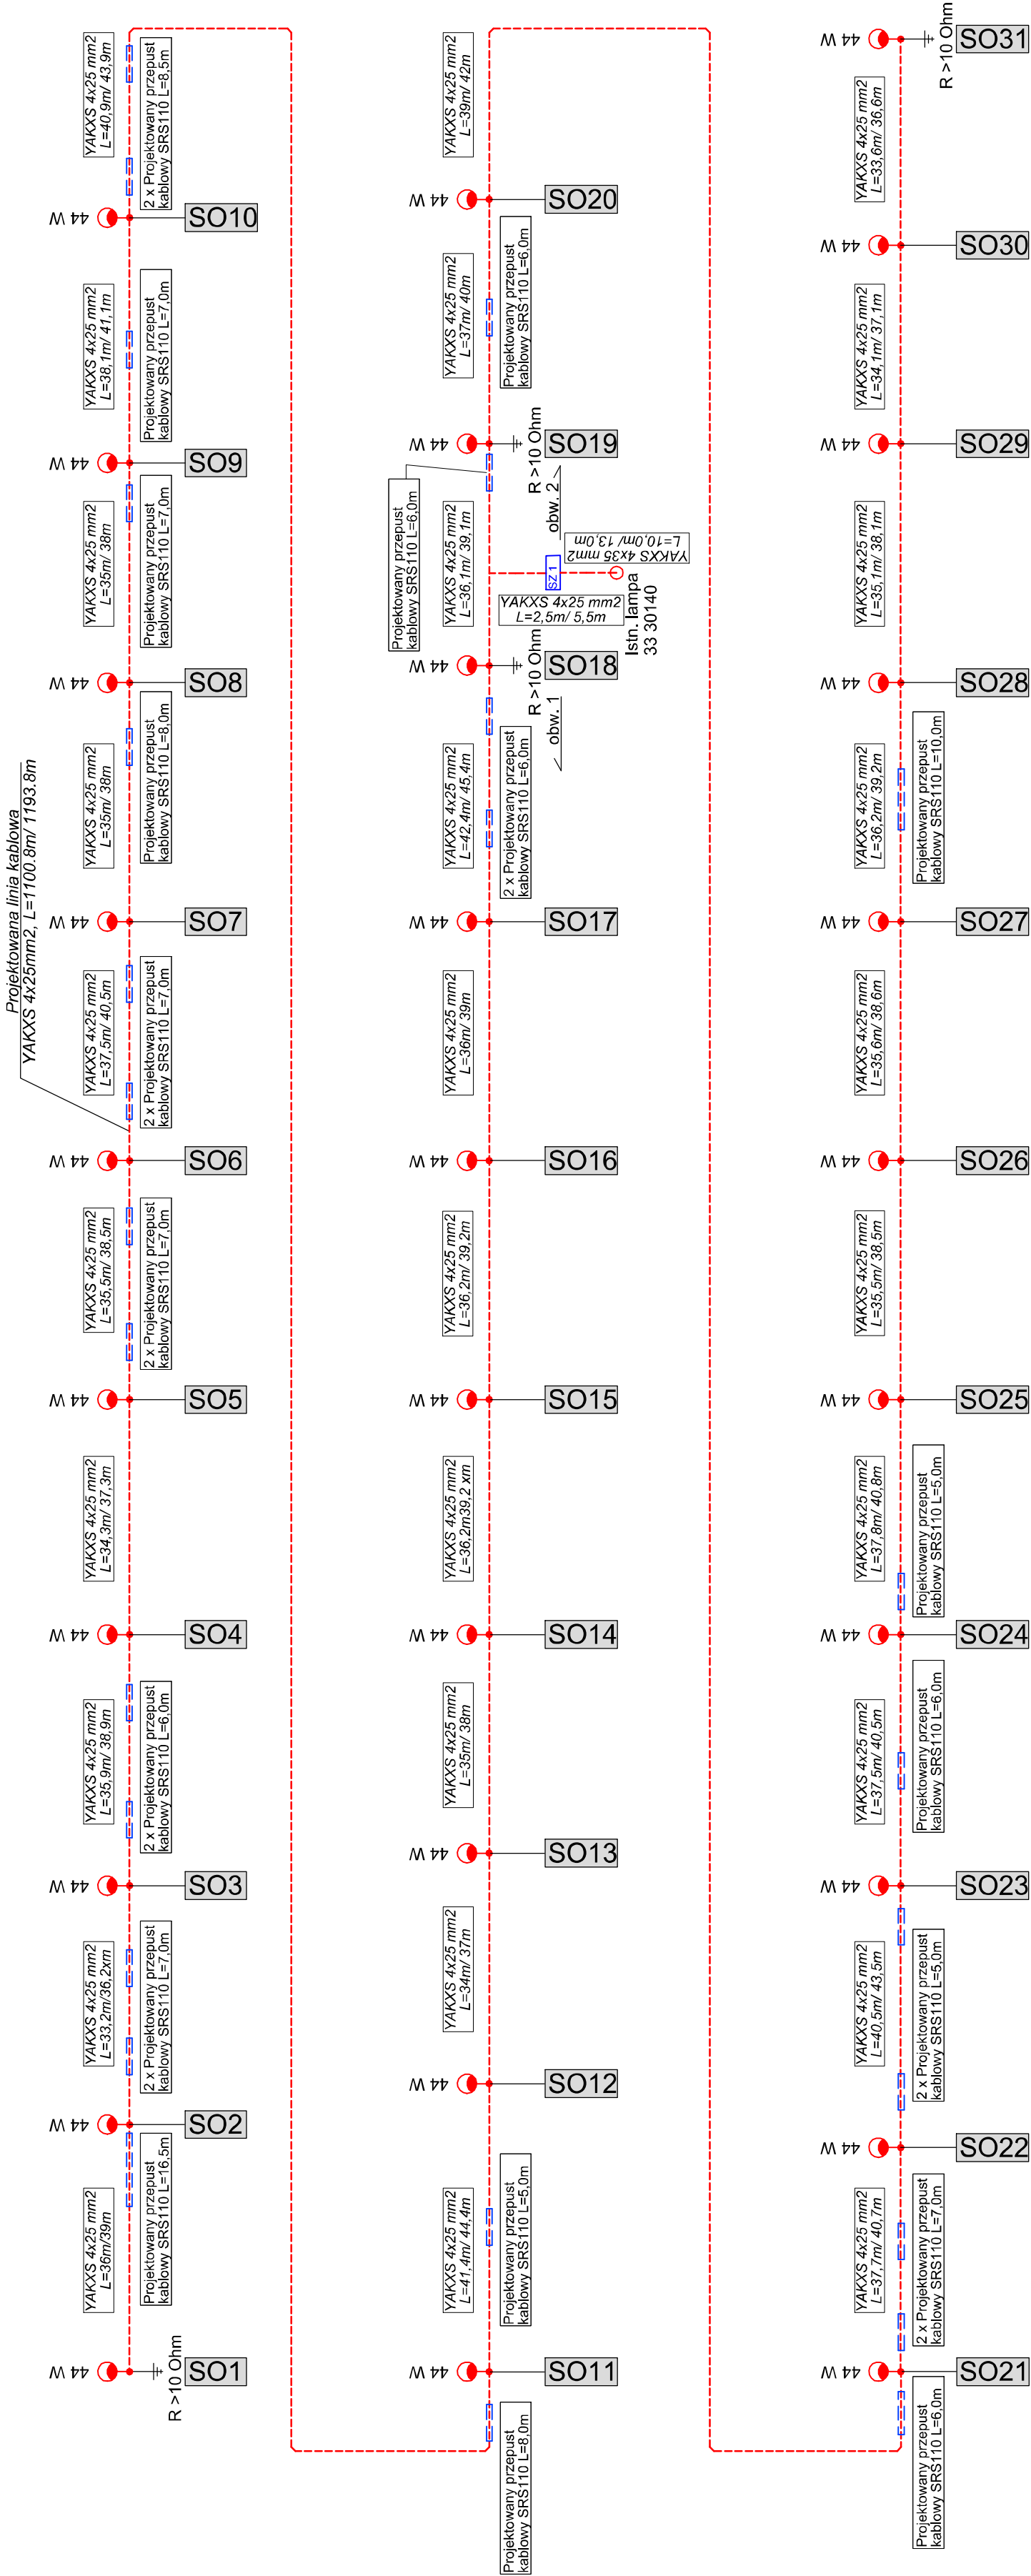 Projektowana linia kablowa
YAKXS 4x25mm2, L=1100.8m/ 1193.8m
44 W
SO1
R >10 Ohm
YAKXS 4x25 mm2
L=36m/39m
Projektowany przepust
kablowy SRS110 L=16,5m
44 W
SO2
YAKXS 4x25 mm2
L=33,2m/36,2xm
2 x Projektowany przepust
kablowy SRS110 L=7,0m
44 W
SO3
YAKXS 4x25 mm2
L=35,9m/ 38,9m
2 x Projektowany przepust
kablowy SRS110 L=6,0m
44 W
SO4
YAKXS 4x25 mm2
L=34,3m/ 37,3m
44 W
SO5
YAKXS 4x25 mm2
L=35,5m/ 38,5m
2 x Projektowany przepust
kablowy SRS110 L=7,0m
44 W
SO6
YAKXS 4x25 mm2
L=37,5m/ 40,5m
2 x Projektowany przepust
kablowy SRS110 L=7,0m
44 W
SO7
YAKXS 4x25 mm2
L=35m/ 38m
Projektowany przepust
kablowy SRS110 L=8,0m
44 W
SO8
YAKXS 4x25 mm2
L=35m/ 38m
Projektowany przepust
kablowy SRS110 L=7,0m
44 W
SO9
YAKXS 4x25 mm2
L=38,1m/ 41,1m
Projektowany przepust
kablowy SRS110 L=7,0m
44 W
SO10
YAKXS 4x25 mm2
L=40,9m/ 43,9m
2 x Projektowany przepust
kablowy SRS110 L=8,5m
Projektowany przepust
kablowy SRS110 L=8,0m
44 W
SO11
YAKXS 4x25 mm2
L=41,4m/ 44,4m
Projektowany przepust
kablowy SRS110 L=5,0m
44 W
SO12
YAKXS 4x25 mm2
L=34m/ 37m
44 W
SO13
YAKXS 4x25 mm2
L=35m/ 38m
44 W
SO14
YAKXS 4x25 mm2
L=36,2m39,2 xm
44 W
SO15
YAKXS 4x25 mm2
L=36,2m/ 39,2m
44 W
SO16
YAKXS 4x25 mm2
L=36m/ 39m
44 W
SO17
YAKXS 4x25 mm2
L=42,4m/ 45,4m
2 x Projektowany przepust
kablowy SRS110 L=6,0m
obw. 1
44 W
SO18
R >10 Ohm
YAKXS 4x25 mm2
L=36,1m/ 39,1m
Projektowany przepust
kablowy SRS110 L=6,0m
SZ 1
YAKXS 4x25 mm2
L=2,5m/ 5,5m
YAKXS 4x35 mm2
L=10,0m/ 13,0m
Istn. lampa
33 30140
obw. 2
44 W
SO19
R >10 Ohm
YAKXS 4x25 mm2
L=37m/ 40m
Projektowany przepust
kablowy SRS110 L=6,0m
44 W
SO20
YAKXS 4x25 mm2
L=39m/ 42m
Projektowany przepust
kablowy SRS110 L=6,0m
44 W
SO21
YAKXS 4x25 mm2
L=37,7m/ 40,7m
2 x Projektowany przepust
kablowy SRS110 L=7,0m
44 W
SO22
YAKXS 4x25 mm2
L=40,5m/ 43,5m
2 x Projektowany przepust
kablowy SRS110 L=5,0m
44 W
SO23
YAKXS 4x25 mm2
L=37,5m/ 40,5m
Projektowany przepust
kablowy SRS110 L=6,0m
44 W
SO24
YAKXS 4x25 mm2
L=37,8m/ 40,8m
Projektowany przepust
kablowy SRS110 L=5,0m
44 W
SO25
YAKXS 4x25 mm2
L=35,5m/ 38,5m
44 W
SO26
YAKXS 4x25 mm2
L=35,6m/ 38,6m
44 W
SO27
YAKXS 4x25 mm2
L=36,2m/ 39,2m
Projektowany przepust
kablowy SRS110 L=10,0m
44 W
SO28
YAKXS 4x25 mm2
L=35,1m/ 38,1m
44 W
SO29
YAKXS 4x25 mm2
L=34,1m/ 37,1m
44 W
SO30
YAKXS 4x25 mm2
L=33,6m/ 36,6m
44 W
SO31
R >10 Ohm